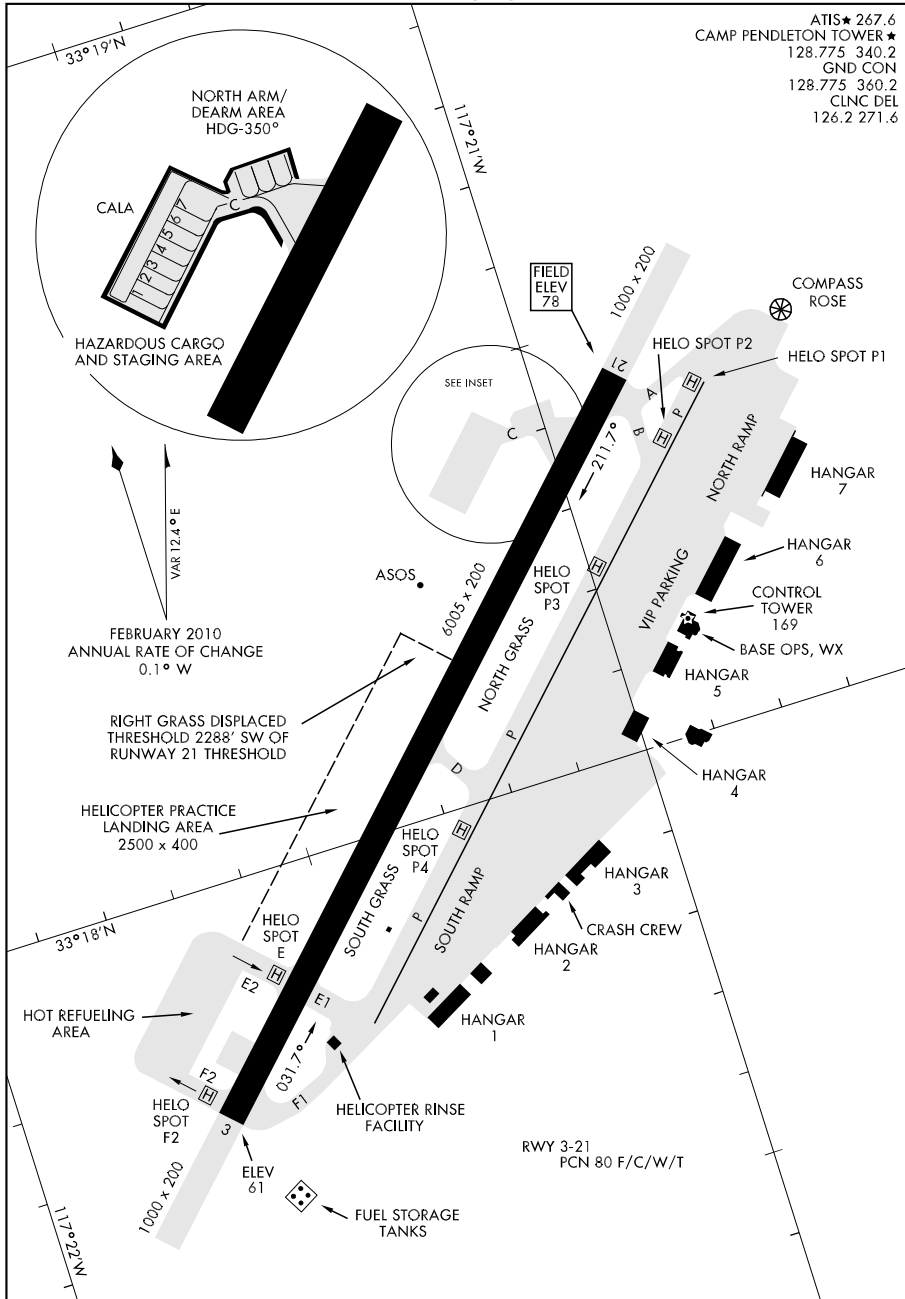 ATIS★ 267.6
CAMP PENDLETON TOWER★
128.775 340.2
GND CON
128.775 360.2
CLNC DEL
126.2 271.6
33°19'N
NORTH ARM/
DEARM AREA
HDG-350°
117°21'W
CALA
C
7
6
5
4
3
2
1
HAZARDOUS CARGO
AND STAGING AREA
FIELD
ELEV
78
1000 x 200
COMPASS
ROSE
HELO SPOT P2
HELO SPOT P1
21
SEE INSET
C
A
B
H
H
P
211.7°
NORTH RAMP
HANGAR
7
VAR 12.4° E
FEBRUARY 2010
ANNUAL RATE OF CHANGE
0.1° W
ASOS
6005 x 200
HELO
SPOT
P3
H
VIP PARKING
HANGAR
6
CONTROL
TOWER
169
BASE OPS, WX
HANGAR
5
NORTH GRASS
RIGHT GRASS DISPLACED
THRESHOLD 2288' SW OF
RUNWAY 21 THRESHOLD
P
D
HANGAR
4
HELICOPTER PRACTICE
LANDING AREA
2500 x 400
HELO
SPOT
P4
H
SOUTH GRASS
SOUTH RAMP
P
HANGAR
3
CRASH CREW
HANGAR
2
33°18'N
HELO
SPOT
E
H
E2
E1
HANGAR
1
HOT REFUELING
AREA
031.7°
F2
H
F1
HELO
SPOT
F2
3
HELICOPTER RINSE
FACILITY
RWY 3-21
PCN 80 F/C/W/T
ELEV
61
1000 x 200
FUEL STORAGE
TANKS
117°22'W